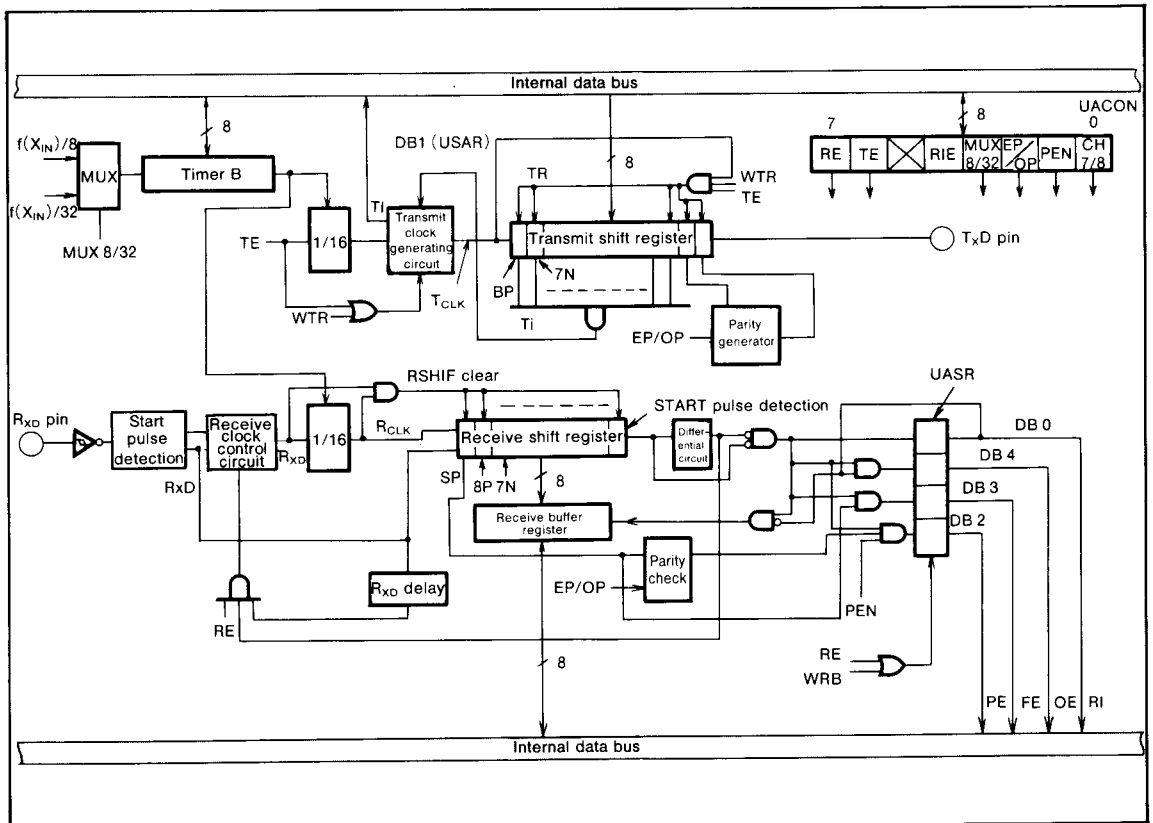 Internal data bus
f(XIN)/8
MUX
f(XIN)/32
MUX 8/32
Timer B
8
DB1 (USAR)
8
8
UACON
7
0
RE
TE
RIE
MUX
8/32
EP/
OP
PEN
CH
7/8
TR
WTR
TE
TI
TE
1/16
Transmit
clock
generating
circuit
Transmit shift register
TXD pin
TCLK
BP
7N
WTR
Ti
EP/OP
Parity
generator
RSHIF clear
UASR
START pulse detection
RXD pin
Start
pulse
detection
Receive
clock
control
circuit
RXD
1/16
RCLK
Receive shift register
Differ-
ential
circuit
DB 0
RxD
SP
8P
7N
8
DB 4
DB 3
DB 2
Receive buffer
register
Parity
check
EP/OP
PEN
RXD delay
RE
8
RE
WRB
PE
FE
OE
RI
Internal data bus